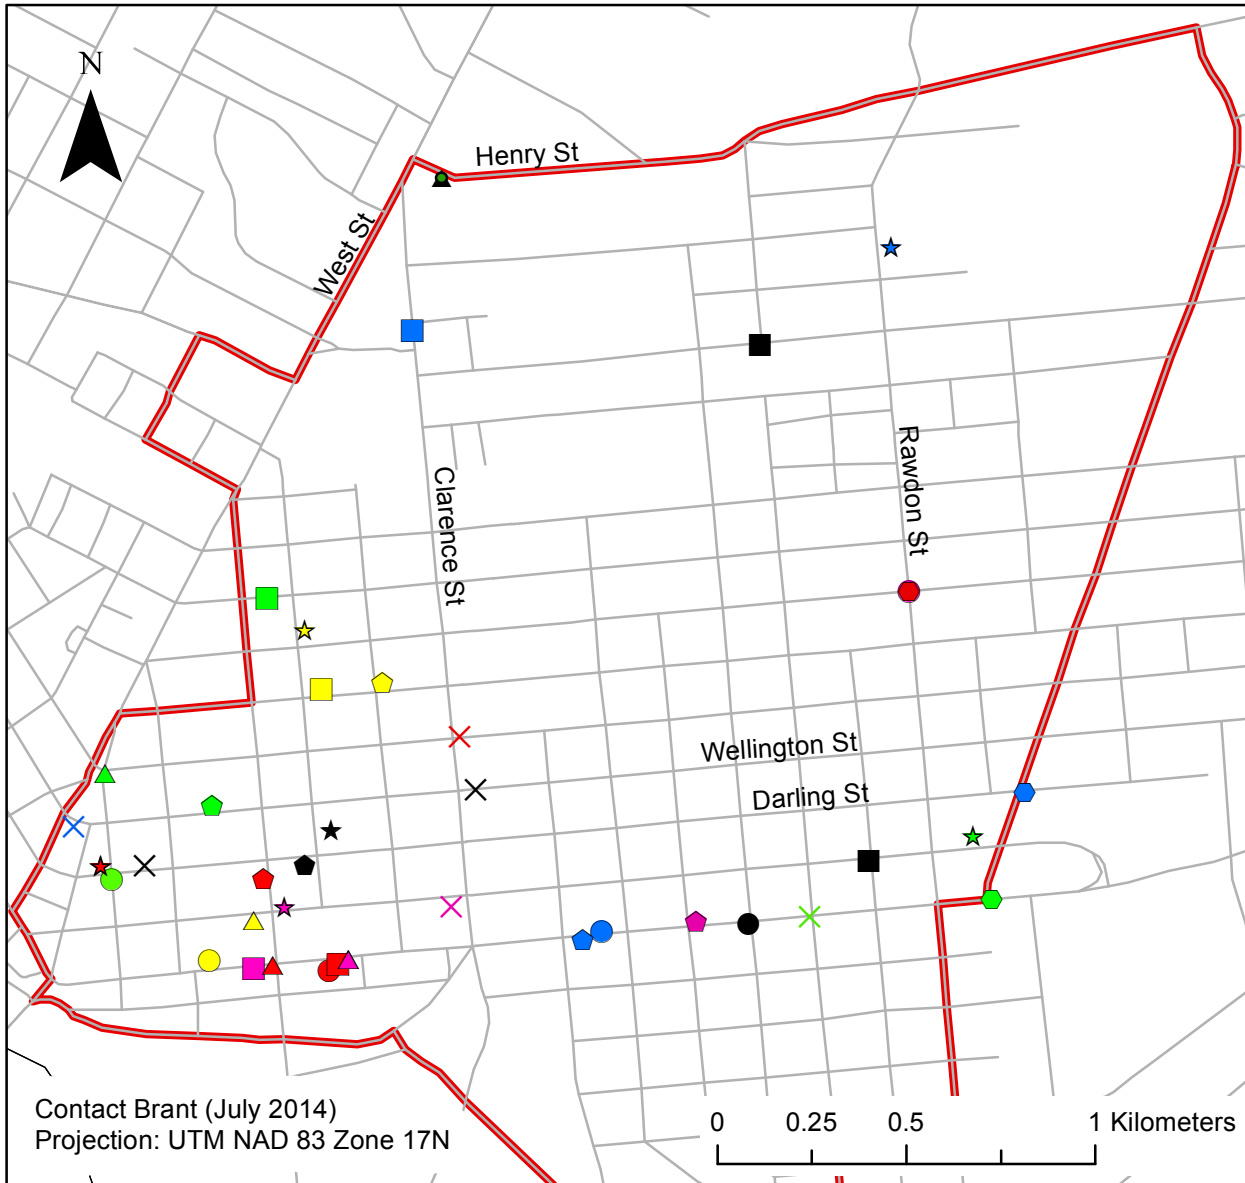 N
Henry St
West St
Clarence St
Rawdon St
Wellington St
Darling St
Contact Brant (July 2014)
Projection: UTM NAD 83 Zone 17N
0 0.25 0.5 1 Kilometers